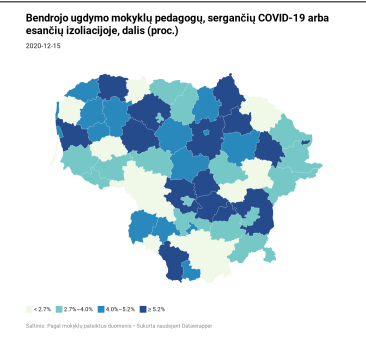 Bendrojo ugdymo mokyklų pedagogų, sergančių COVID-19 arba
esančių izoliacijoje, dalis (proc.)
2020-12-15
< 2.7% 2.7%–4.0% 4.0%–5.2% ≥ 5.2%
Šaltinis: Pagal mokyklų pateiktus duomenis • Sukurta naudojant Datawrapper